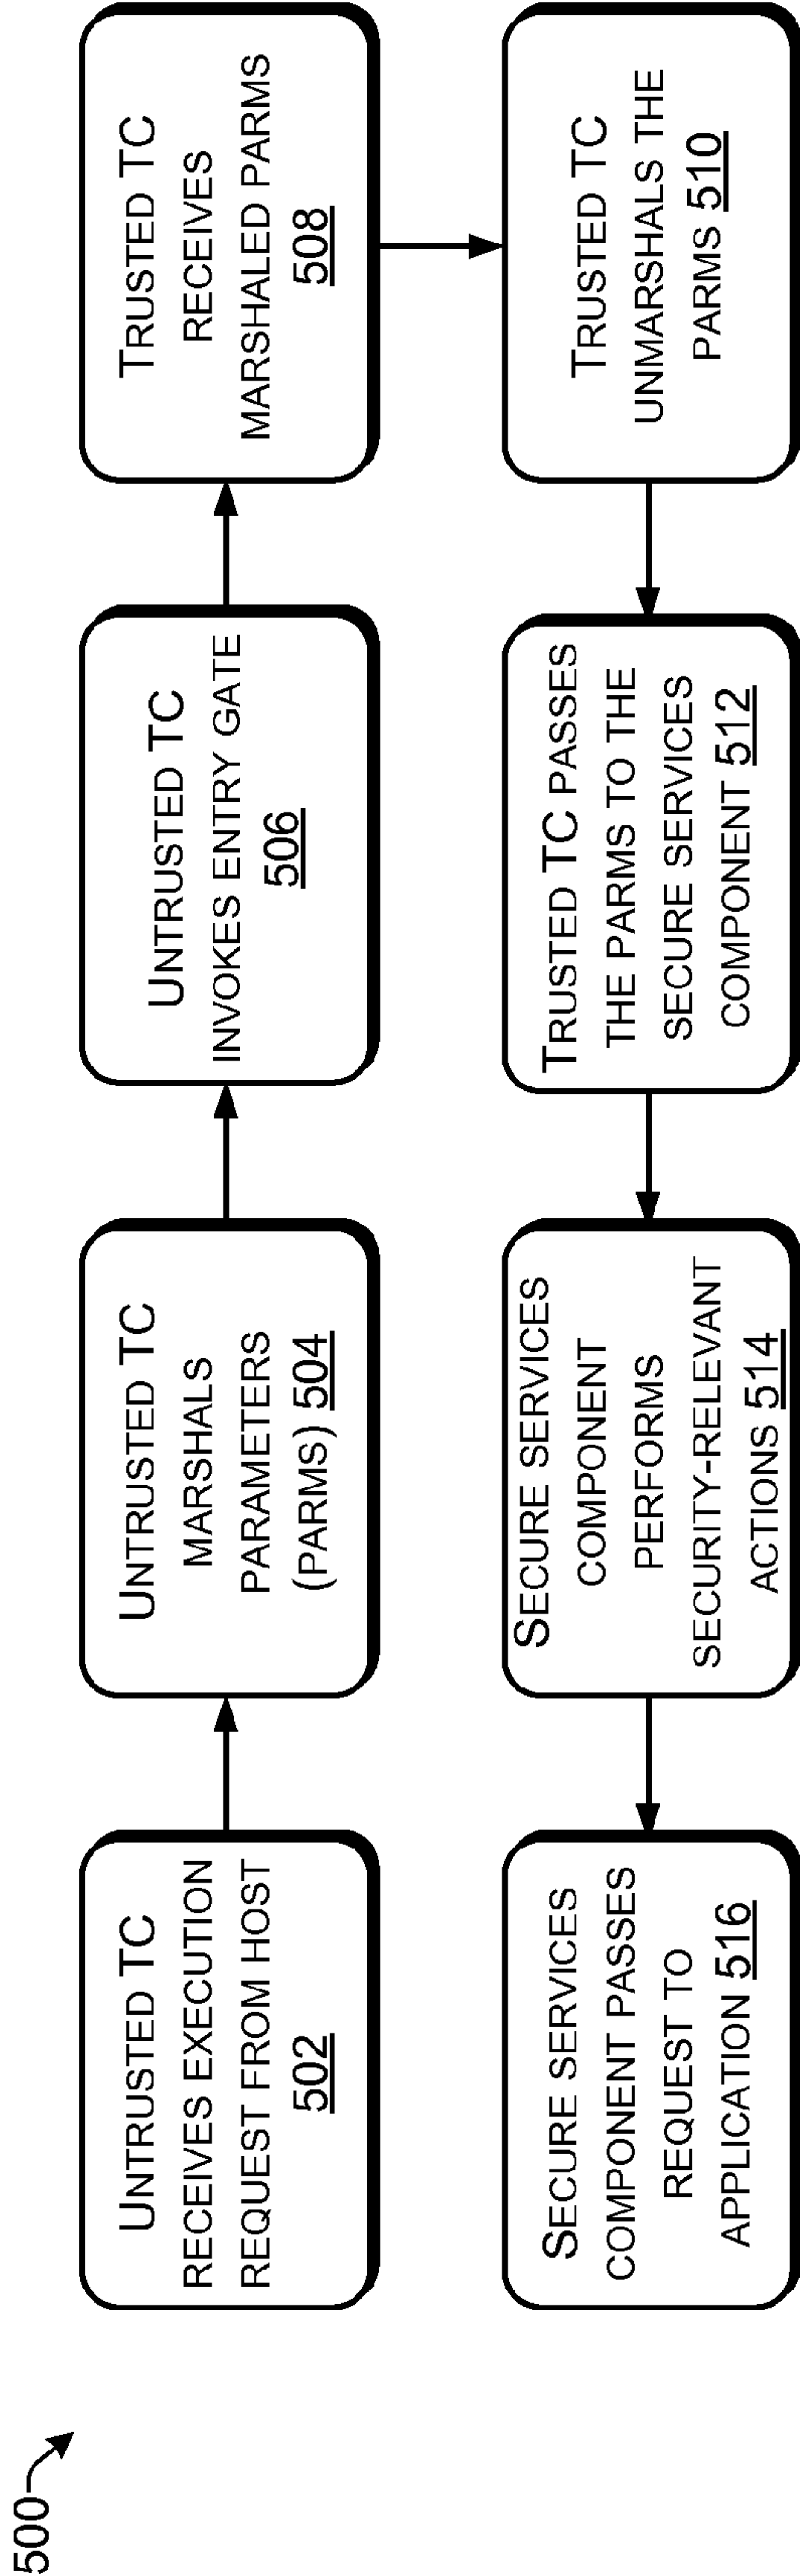 500
UNTRUSTED TC
RECEIVES EXECUTION
REQUEST FROM HOST
502
UNTRUSTED TC
MARSHALS
PARAMETERS
(PARMS) 504
UNTRUSTED TC
INVOKES ENTRY GATE
506
TRUSTED TC
RECEIVES
MARSHALED PARMS
508
TRUSTED TC
UNMARSHALS THE
PARMS 510
TRUSTED TC PASSES
THE PARMS TO THE
SECURE SERVICES
COMPONENT 512
SECURE SERVICES
COMPONENT
PERFORMS
SECURITY-RELEVANT
ACTIONS 514
SECURE SERVICES
COMPONENT PASSES
REQUEST TO
APPLICATION 516